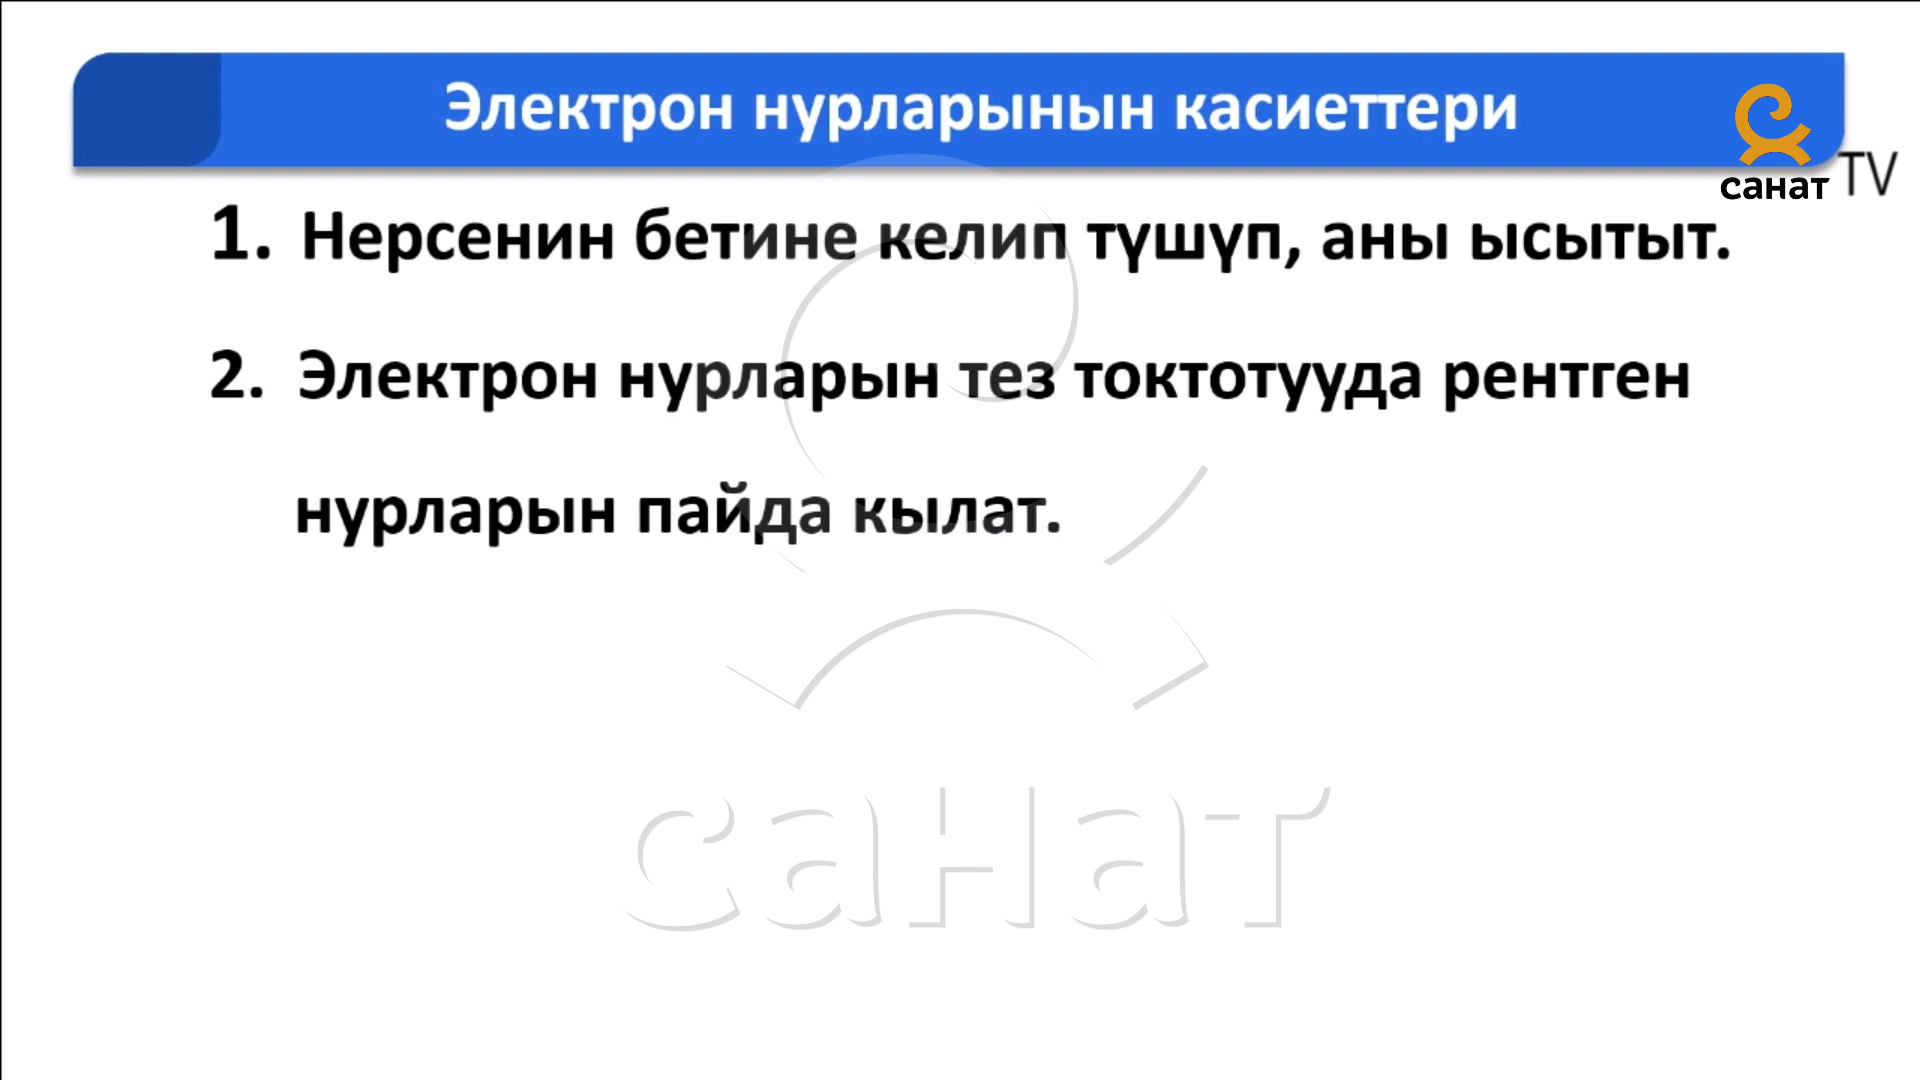 Электрон нурларынын касиеттери
санат TV
1. Нерсенин бетине келип түшүп, аны ысытыт.
2. Электрон нурларын тез токтотууда рентген
нурларын пайда кылат.
санат